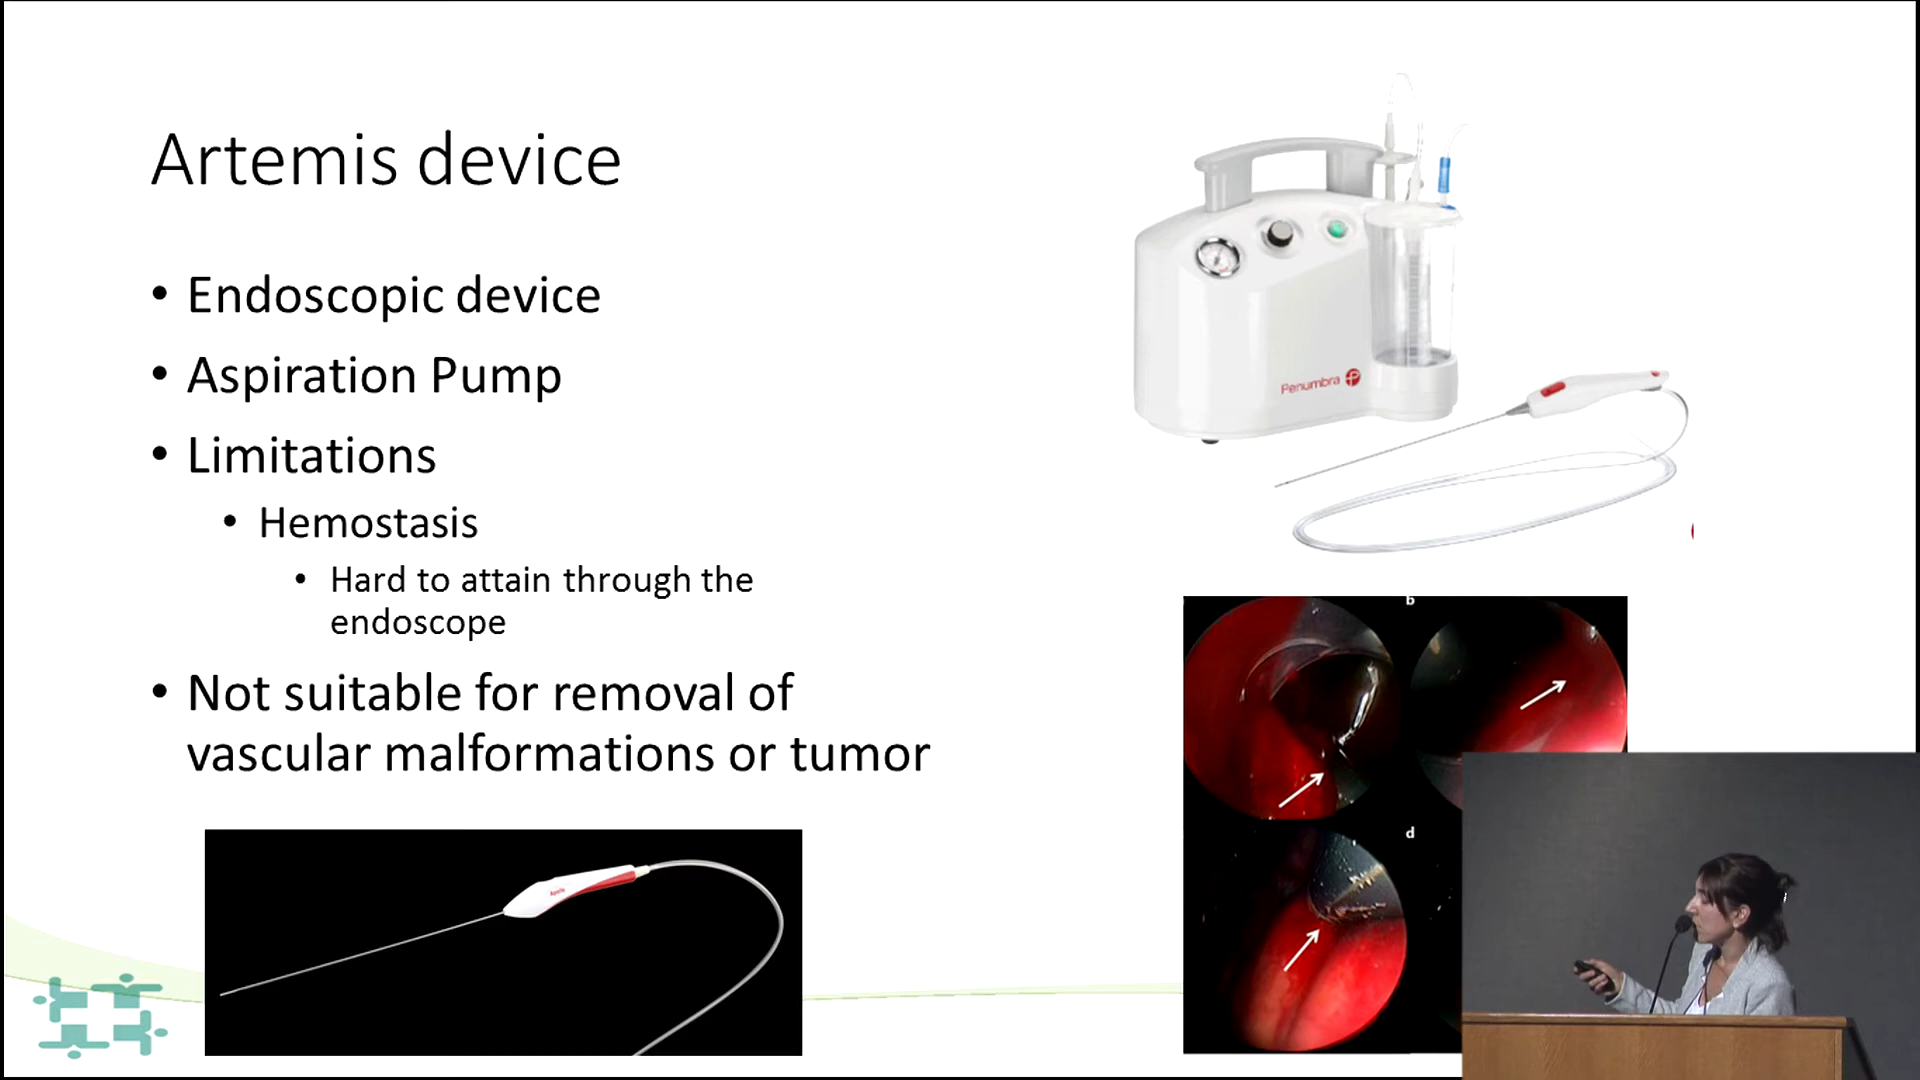 Artemis device
• Endoscopic device
• Aspiration Pump
• Limitations
• Hemostasis
• Hard to attain through the
endoscope
• Not suitable for removal of
vascular malformations or tumor
Penumbra P
b
d
Apollo